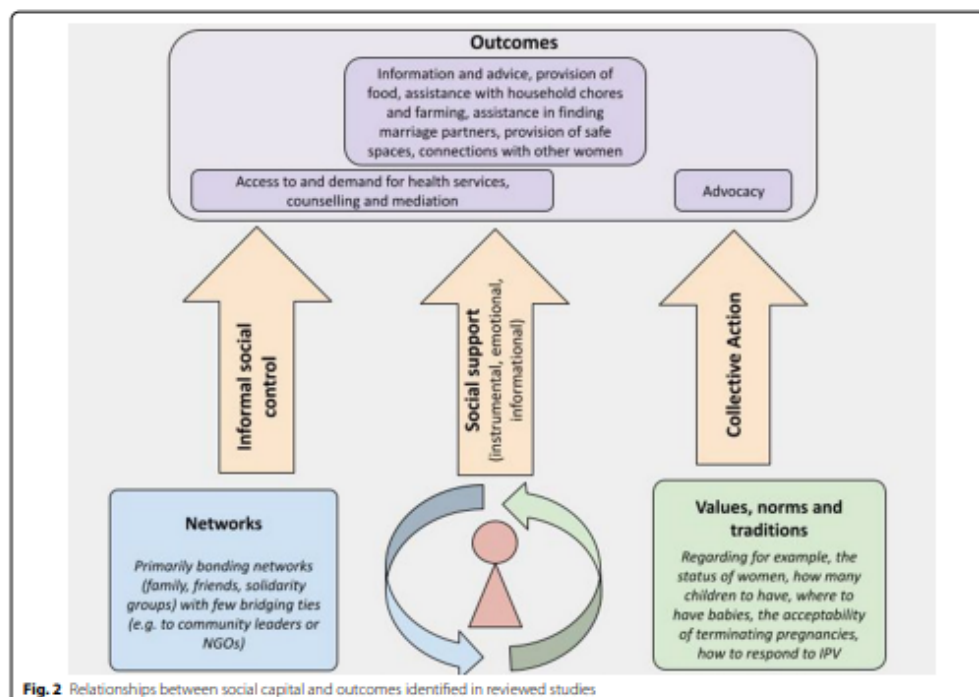 Outcomes
Information and advice, provision of
food, assistance with household chores
and farming, assistance in finding
marriage partners, provision of safe
spaces, connections with other women
Access to and demand for health services,
counselling and mediation
Advocacy
Informal social
control
Social support
(instrumental, emotional,
informational)
Collective Action
Networks
Primarily bonding networks
(family, friends, solidarity
groups) with few bridging ties
(e.g. to community leaders or
NGOs)
Values, norms and
traditions
Regarding for example, the
status of women, how many
children to have, where to
have babies, the acceptability
of terminating pregnancies,
how to respond to IPV
Fig. 2 Relationships between social capital and outcomes identified in reviewed studies